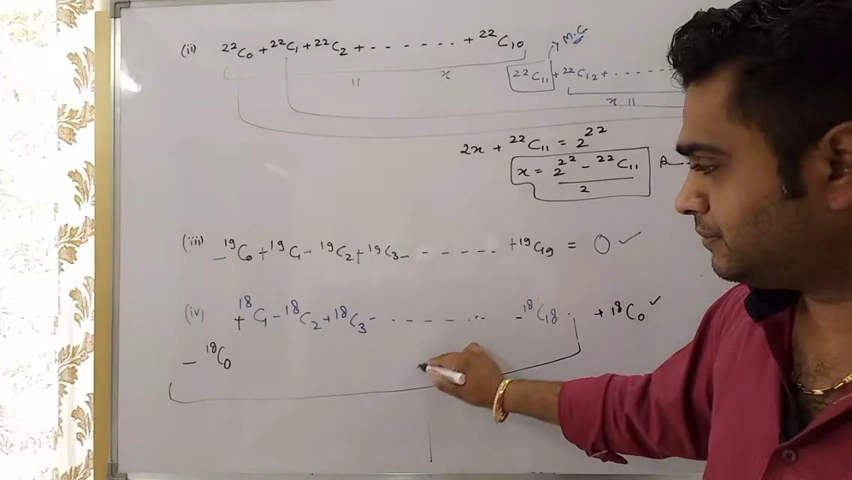 (ii) ²²C₀ + ²²C₁ + ²²C₂ + - - - - - - + ²²C₁₀
M.C
²²C₁₁ + ²²C₁₂ + - - - - -
|| x
x ||
2x + ²²C₁₁ = 2²²
x = (2²² - ²²C₁₁) / 2
(iii) - ¹⁹C₀ + ¹⁹C₁ - ¹⁹C₂ + ¹⁹C₃ - - - - - - - + ¹⁹C₁₉ = 0 ✓
(iv) + ¹⁸C₁ - ¹⁸C₂ + ¹⁸C₃ - - - - - - - - ¹⁸C₁₈ + ¹⁸C₀ ✓
- ¹⁸C₀